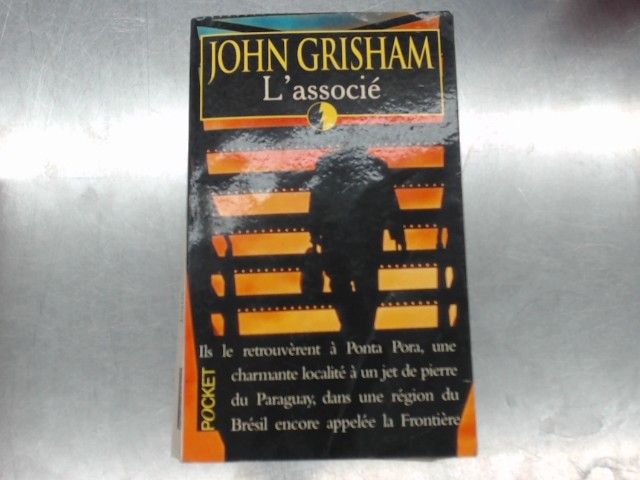 JOHN GRISHAM
L'associé
Ils le retrouvèrent à Ponta Pora, une
charmante localité à un jet de pierre
du Paraguay, dans une région du
Brésil encore appelée la Frontière
POCKET